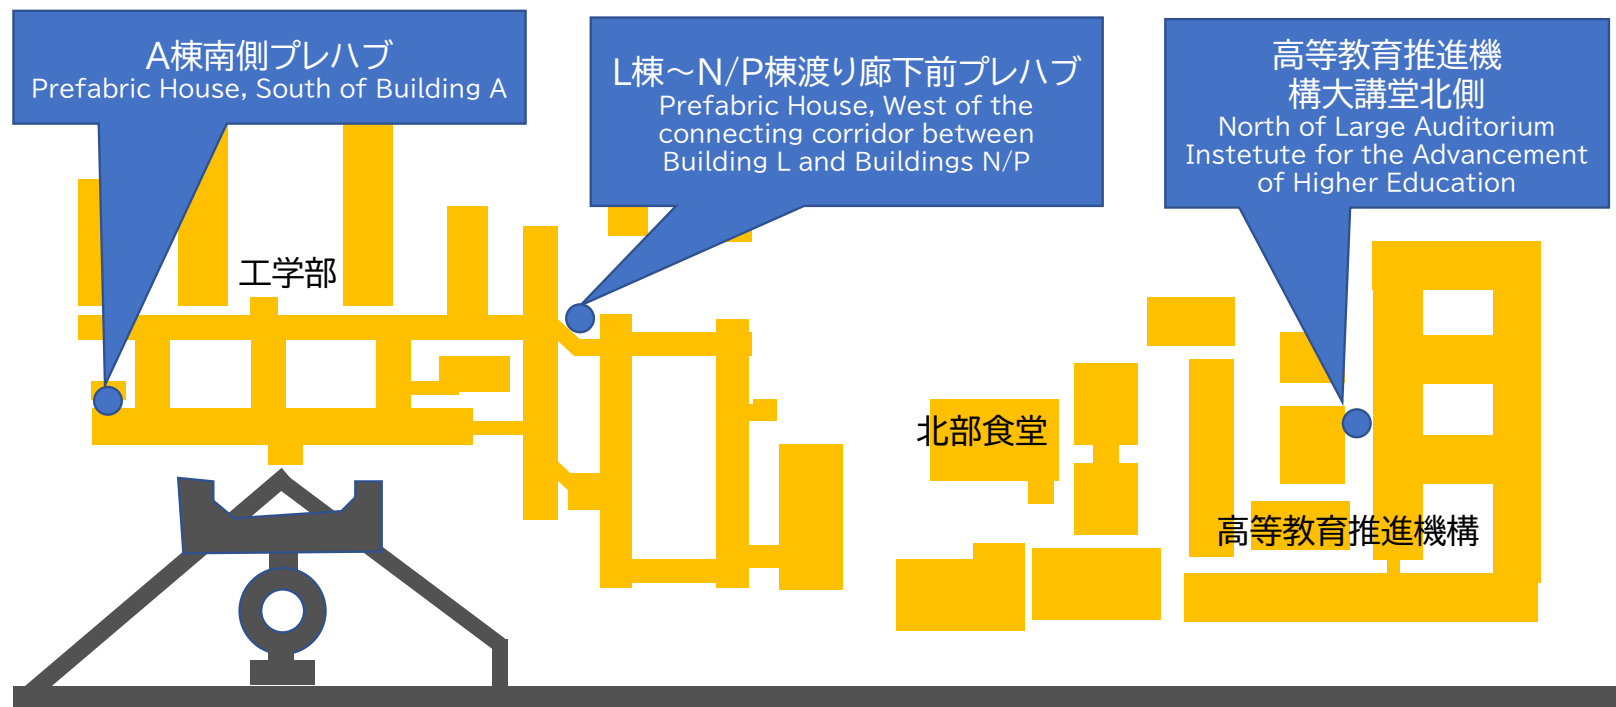 A棟南側プレハブ
Prefabric House, South of Building A
L棟～N/P棟渡り廊下前プレハブ
Prefabric House, West of the
connecting corridor between
Building L and Buildings N/P
高等教育推進機
構大講堂北側
North of Large Auditorium
Instetute for the Advancement
of Higher Education
工学部
北部食堂
高等教育推進機構